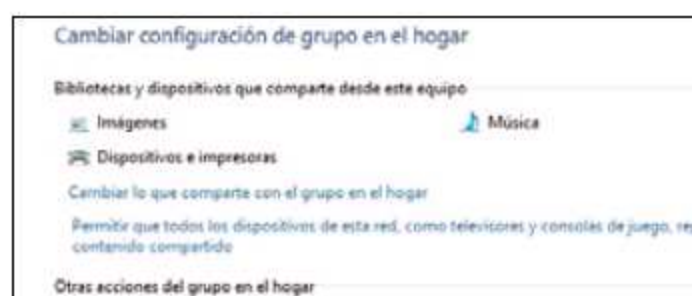 Cambiar configuración de grupo en el hogar
Bibliotecas y dispositivos que comparte desde este equipo
Imágenes Música
Dispositivos e impresoras
Cambiar lo que comparte con el grupo en el hogar
Permitir que todos los dispositivos de esta red, como televisores y consolas de juego,
contenido compartido
Otras acciones del grupo en el hogar